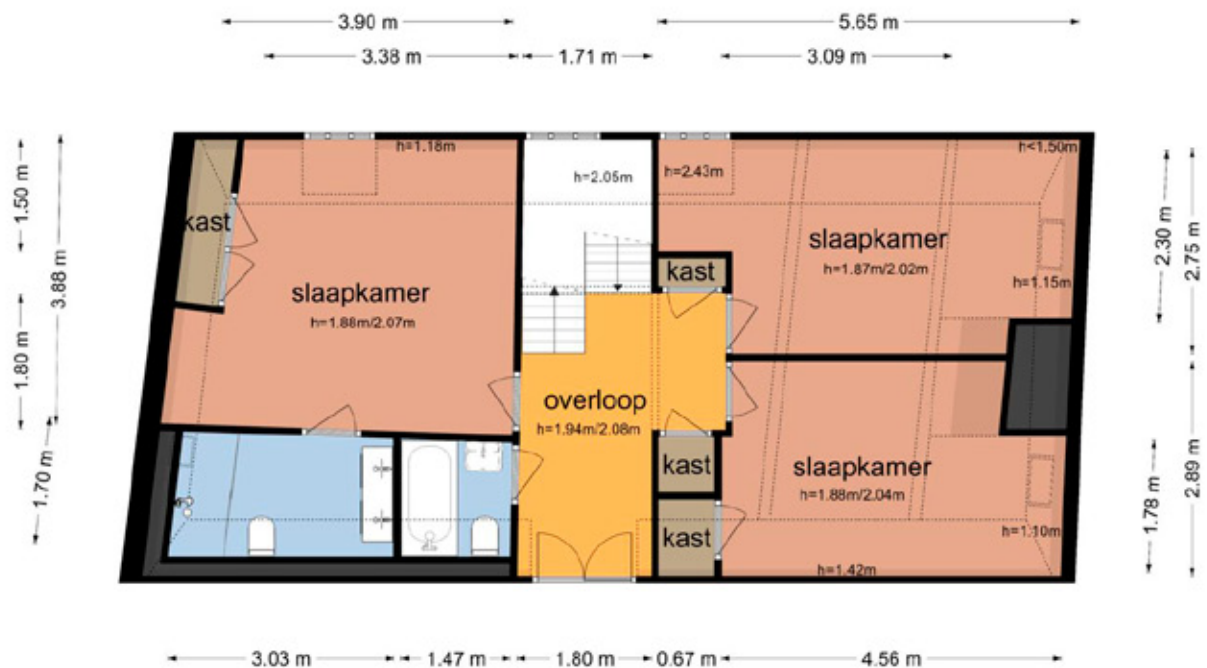 3.90 m
5.65 m
3.38 m
1.71 m
3.09 m
h=1.18m
h<1.50m
h=2.05m
h=2.43m
1.50 m
3.88 m
1.80 m
1.70 m
kast
slaapkamer
h=1.88m/2.07m
kast
slaapkamer
h=1.87m/2.02m
h=1.15m
2.30 m
2.75 m
overloop
h=1.94m/2.08m
kast
kast
slaapkamer
h=1.88m/2.04m
h=1.10m
h=1.42m
1.78 m
2.89 m
3.03 m
1.47 m
1.80 m
0.67 m
4.56 m